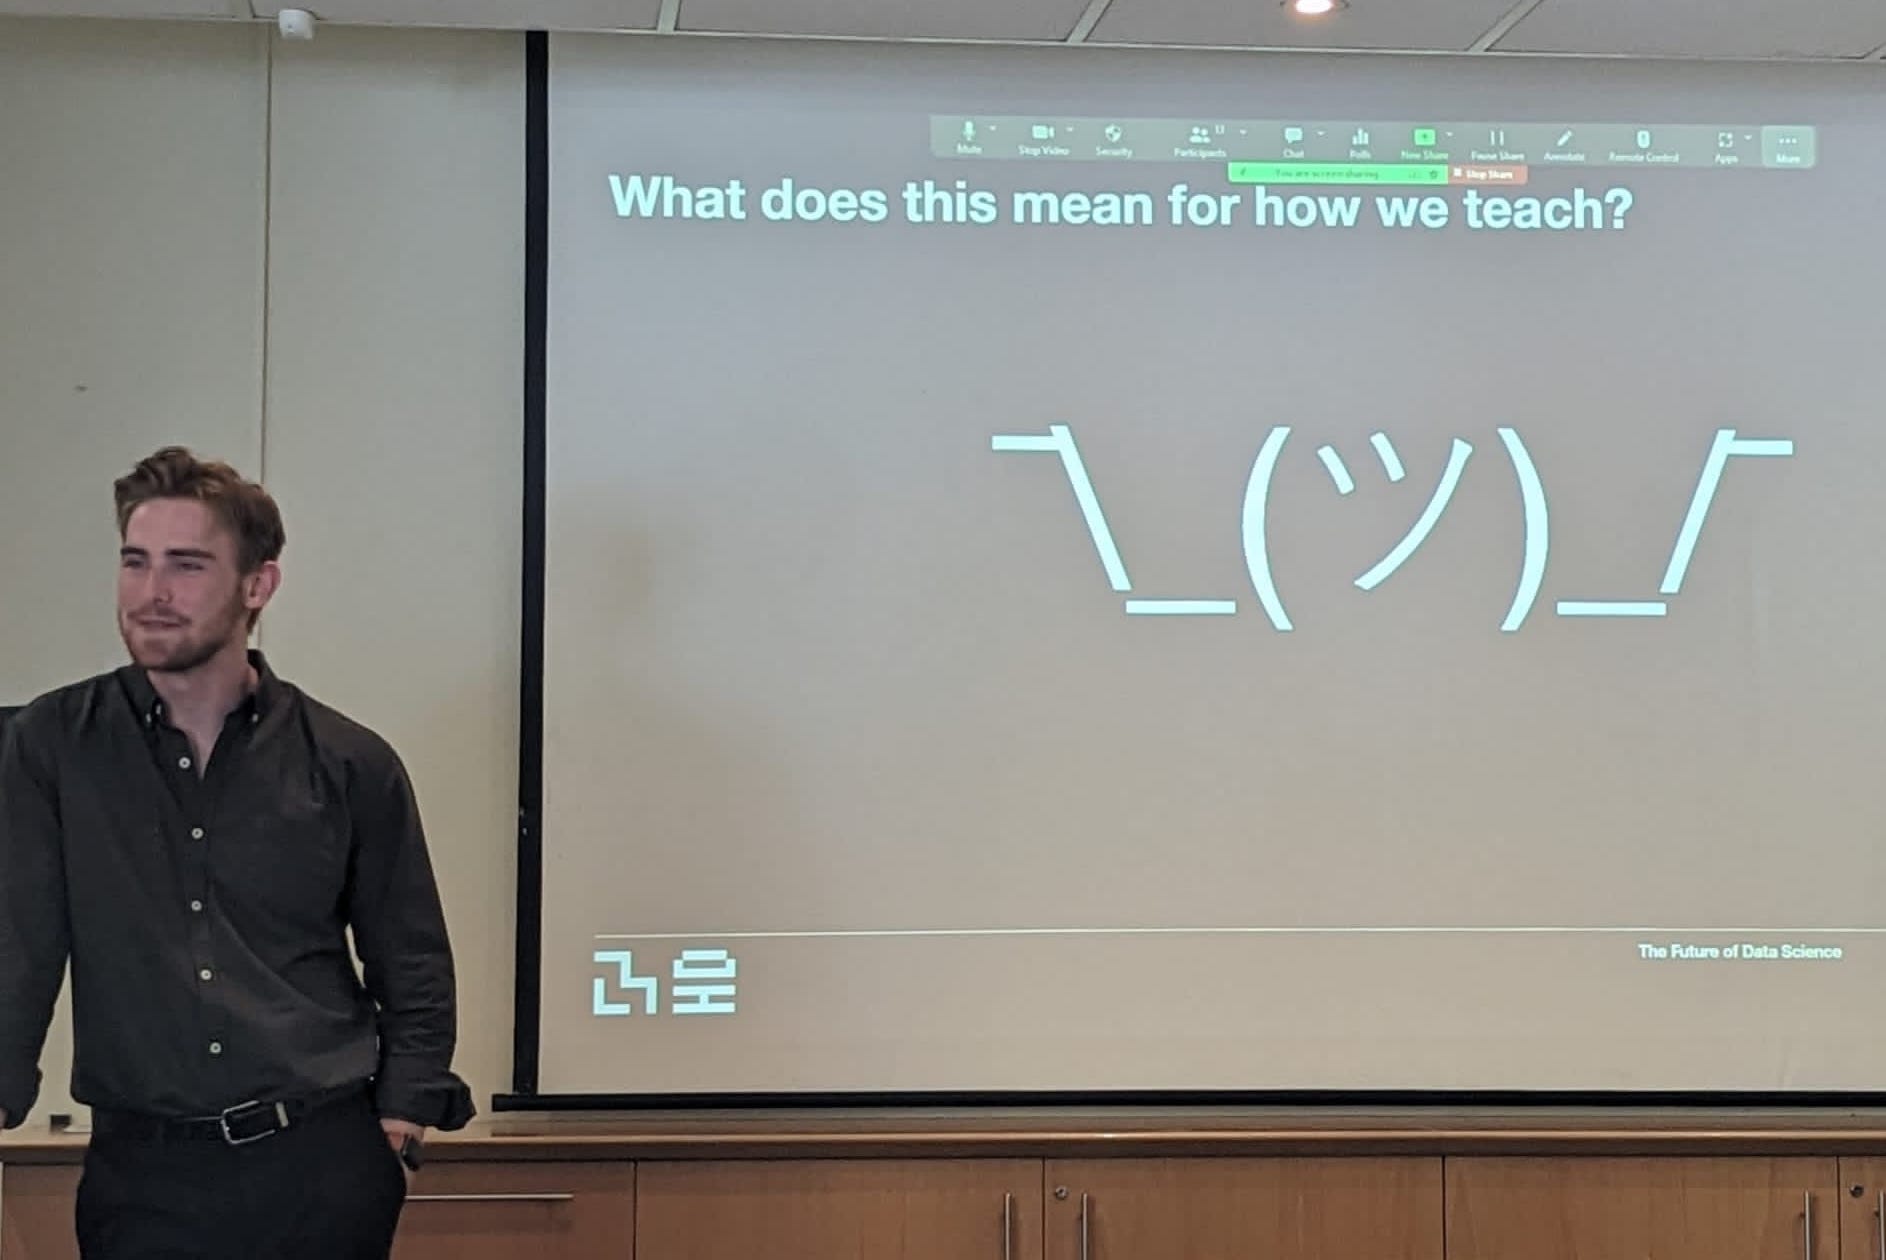 Mute Stop Video Security Participants 13 Chat Polls New Share Pause Share Annotate Remote Control Apps More
You are screen sharing Stop Share
What does this mean for how we teach?
¯\_(ツ)_/¯
The Future of Data Science